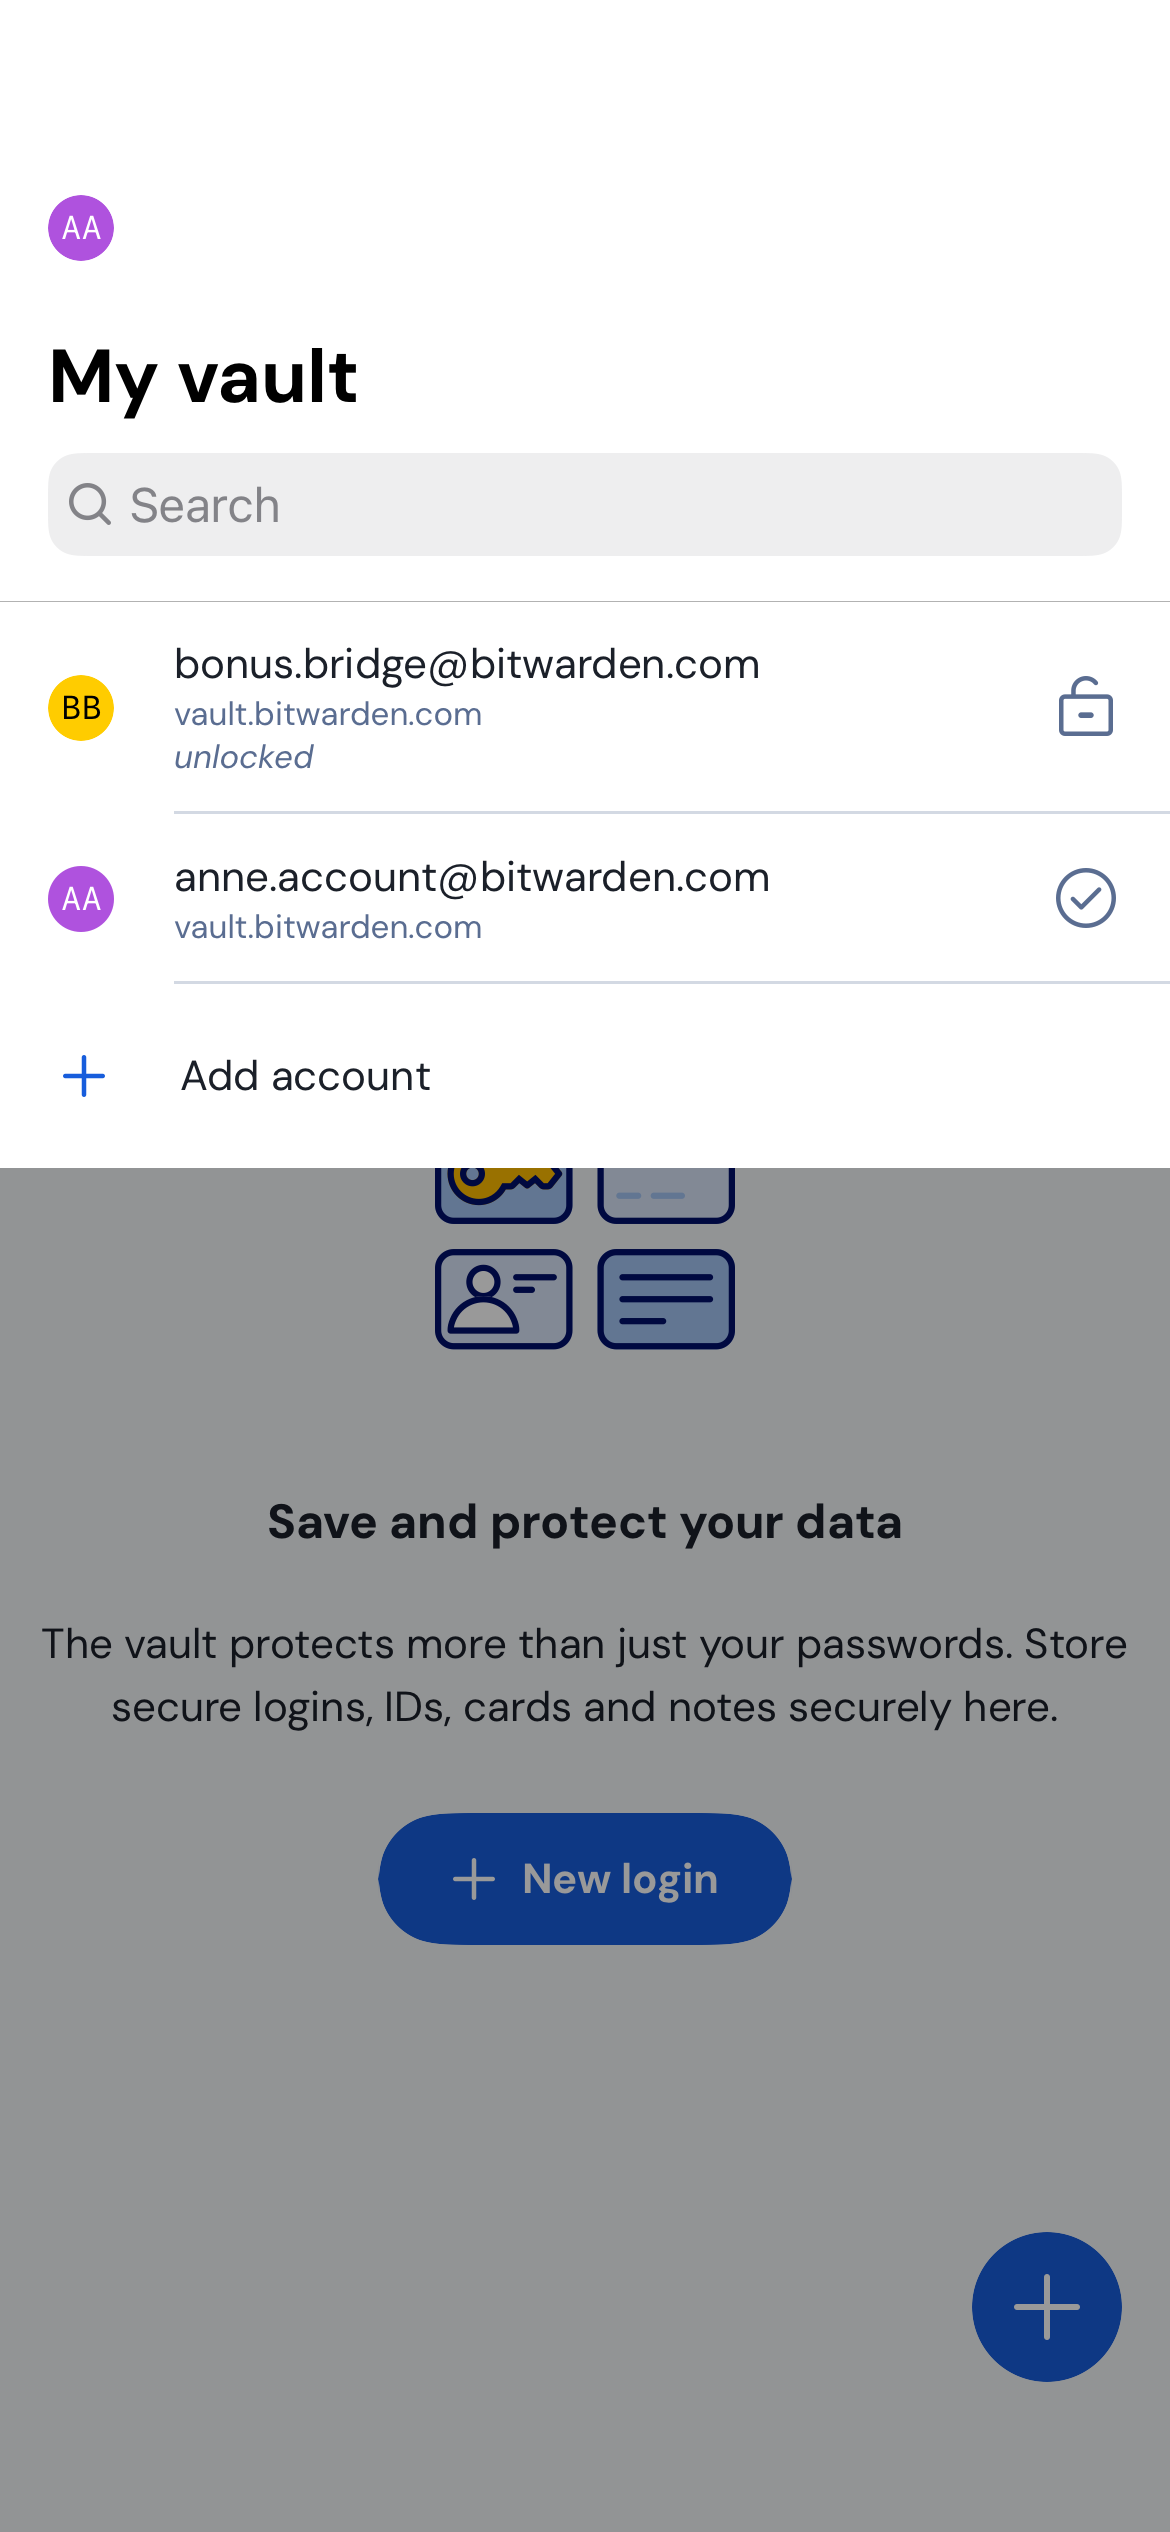 AA
My vault
Search
BB
bonus.bridge@bitwarden.com
vault.bitwarden.com
unlocked
AA
anne.account@bitwarden.com
vault.bitwarden.com
Add account
Save and protect your data
The vault protects more than just your passwords. Store
secure logins, IDs, cards and notes securely here.
New login